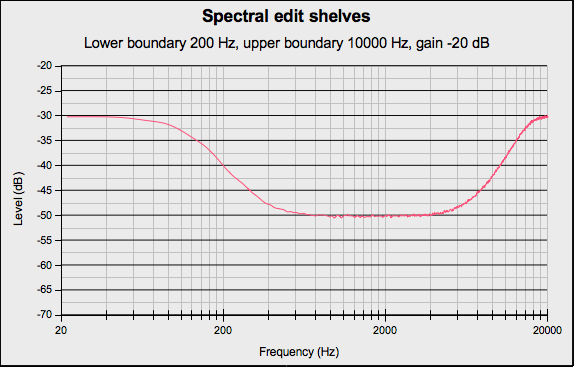 Spectral edit shelves
Lower boundary 200 Hz, upper boundary 10000 Hz, gain -20 dB
-20
-25
-30
-35
-40
-45
-50
-55
-60
-65
-70
Level (dB)
20 200 2000 20000
Frequency (Hz)